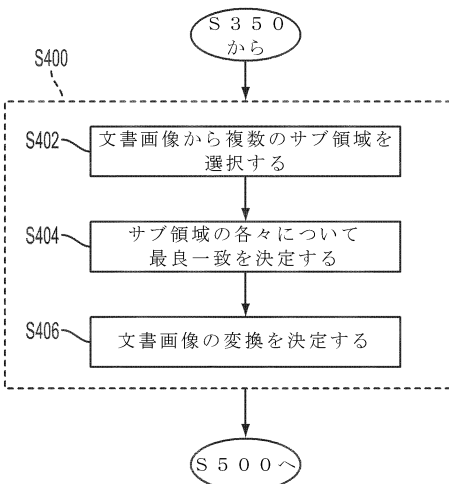 S350
から
S400
S402
文書画像から複数のサブ領域を
選択する
S404
サブ領域の各々について
最良一致を決定する
S406
文書画像の変換を決定する
S500へ